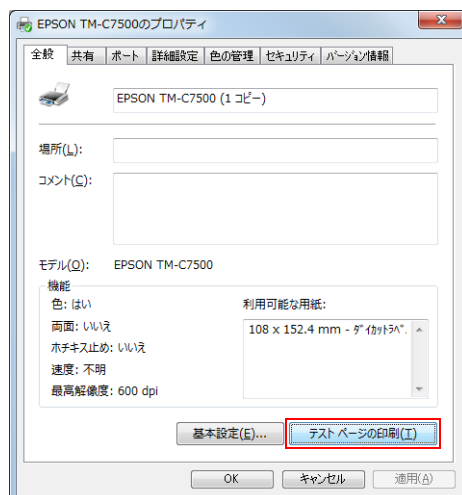 EPSON TM-C7500のプロパティ
全般 共有 ポート 詳細設定 色の管理 セキュリティ バージョン情報
EPSON TM-C7500 (1 コピー)
場所(L):
コメント(C):
モデル(O): EPSON TM-C7500
機能
色: はい
両面: いいえ
ホチキス止め: いいえ
速度: 不明
最高解像度: 600 dpi
利用可能な用紙:
108 x 152.4 mm - ダイカットラベ
基本設定(E)... テスト ページの印刷(T)
OK キャンセル 適用(A)